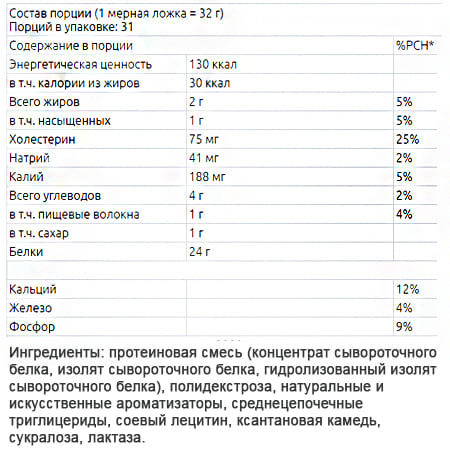 Состав порции (1 мерная ложка = 32 г)
Порций в упаковке: 31
Содержание в порции %РСН*
Энергетическая ценность 130 ккал
в т.ч. калории из жиров 30 ккал
Всего жиров 2 г 5%
в т.ч. насыщенных 1 г 5%
Холестерин 75 мг 25%
Натрий 41 мг 2%
Калий 188 мг 5%
Всего углеводов 4 г 2%
в т.ч. пищевые волокна 1 г 4%
в т.ч. сахар 1 г
Белки 24 г
Кальций 12%
Железо 4%
Фосфор 9%
Ингредиенты: протеиновая смесь (концентрат сывороточного
белка, изолят сывороточного белка, гидролизованный изолят
сывороточного белка), полидекстроза, натуральные и
искусственные ароматизаторы, среднецепочечные
триглицериды, соевый лецитин, ксантановая камедь,
сукралоза, лактаза.